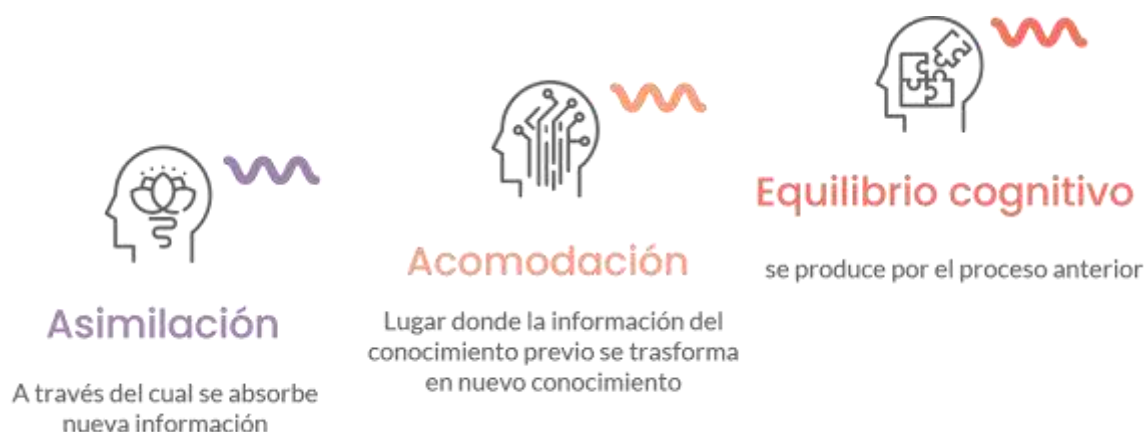 Asimilación
A través del cual se absorbe
nueva información
Acomodación
Lugar donde la información del
conocimiento previo se trasforma
en nuevo conocimiento
Equilibrio cognitivo
se produce por el proceso anterior